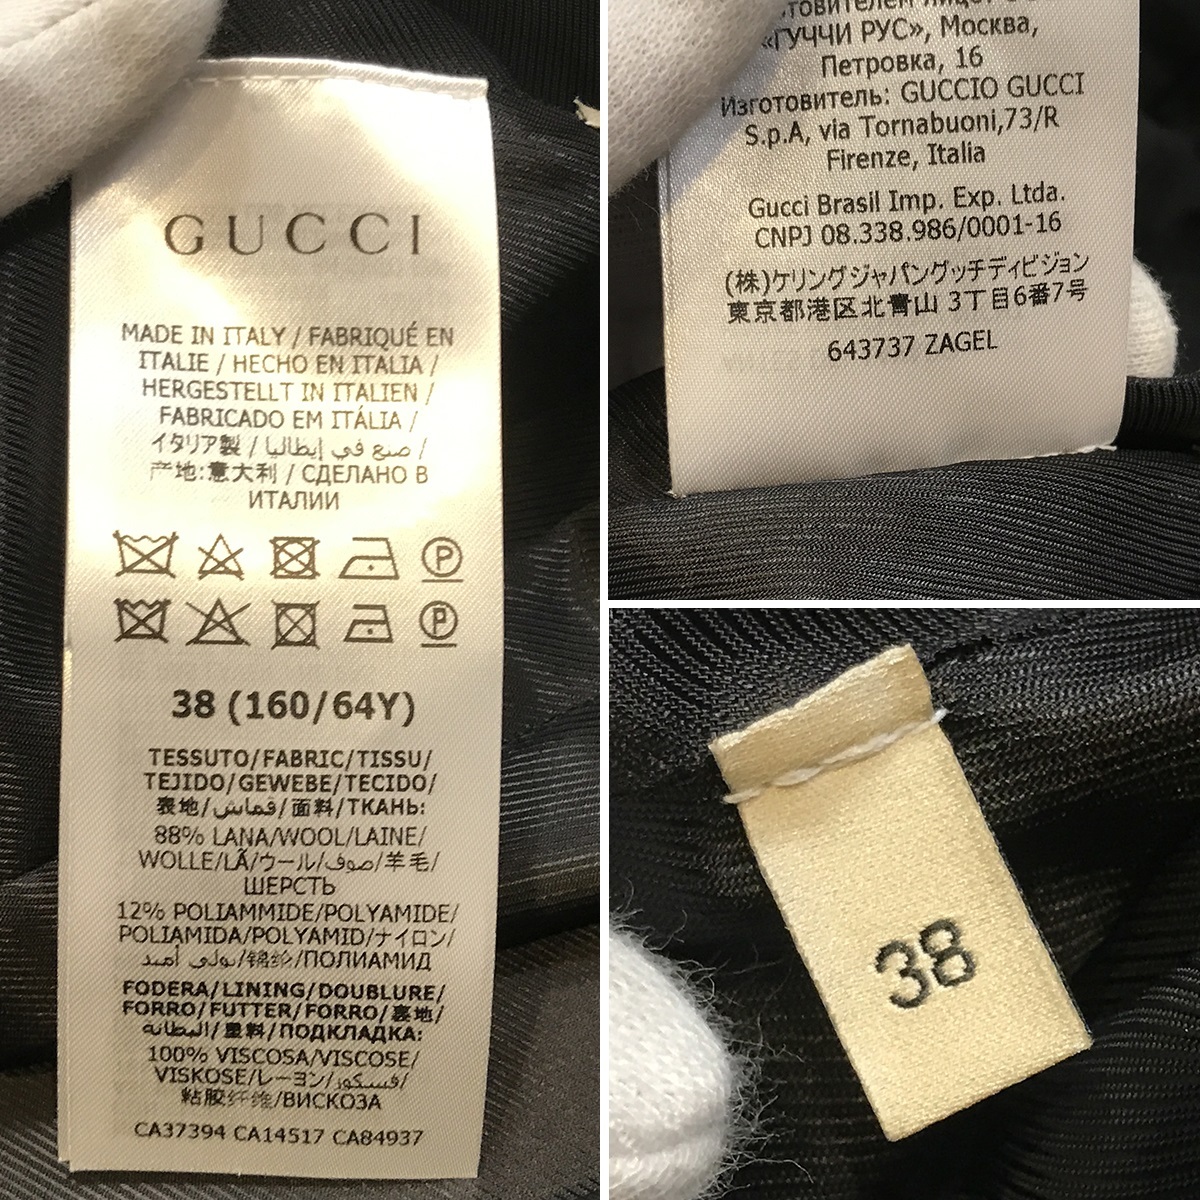 GUCCI
MADE IN ITALY / FABRIQUÉ EN
ITALIE / HECHO EN ITALIA /
HERGESTELLT IN ITALIEN /
FABRICADO EM ITÁLIA /
イタリア製 / صنع في إيطاليا /
产地:意大利 / СДЕЛАНО В
ИТАЛИИ
P
P
38 (160/64Y)
TESSUTO/FABRIC/TISSU/
TEJIDO/GEWEBE/TECIDO/
表地/قماش/面料/ТКАНЬ:
88% LANA/WOOL/LAINE/
WOLLE/LÃ/ウール/صوف/羊毛/
ШЕРСТЬ
12% POLIAMMIDE/POLYAMIDE/
POLIAMIDA/POLYAMID/ナイロン/
بولي أميد/锦纶/ПОЛИАМИД
FODERA/LINING/DOUBLURE/
FORRO/FUTTER/FORRO/裏地/
البطانة/里料/ПОДКЛАДКА:
100% VISCOSA/VISCOSE/
VISKOSE/レーヨン/فسكوز/
粘胶纤维/ВИСКОЗА
CA37394 CA14517 CA84937
«ГУЧЧИ РУС», Москва,
Петровка, 16
Изготовитель: GUCCIO GUCCI
S.p.A, via Tornabuoni,73/R
Firenze, Italia
Gucci Brasil Imp. Exp. Ltda.
CNPJ 08.338.986/0001-16
(株)ケリングジャパングッチディビジョン
東京都港区北青山 3丁目6番7号
643737 ZAGEL
38